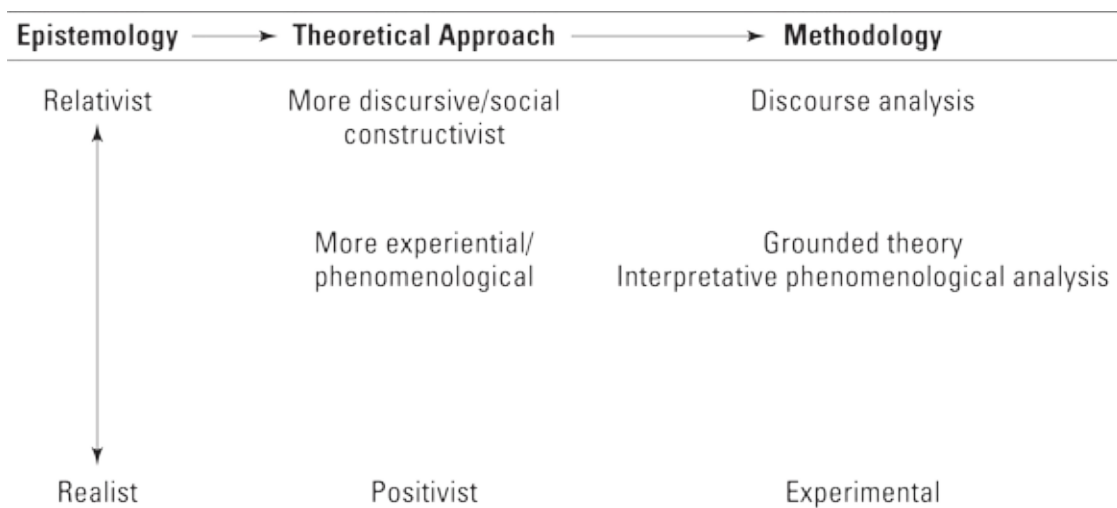 Epistemology Theoretical Approach Methodology
Relativist More discursive/social Discourse analysis
constructivist
More experiential/ Grounded theory
phenomenological Interpretative phenomenological analysis
Realist Positivist Experimental